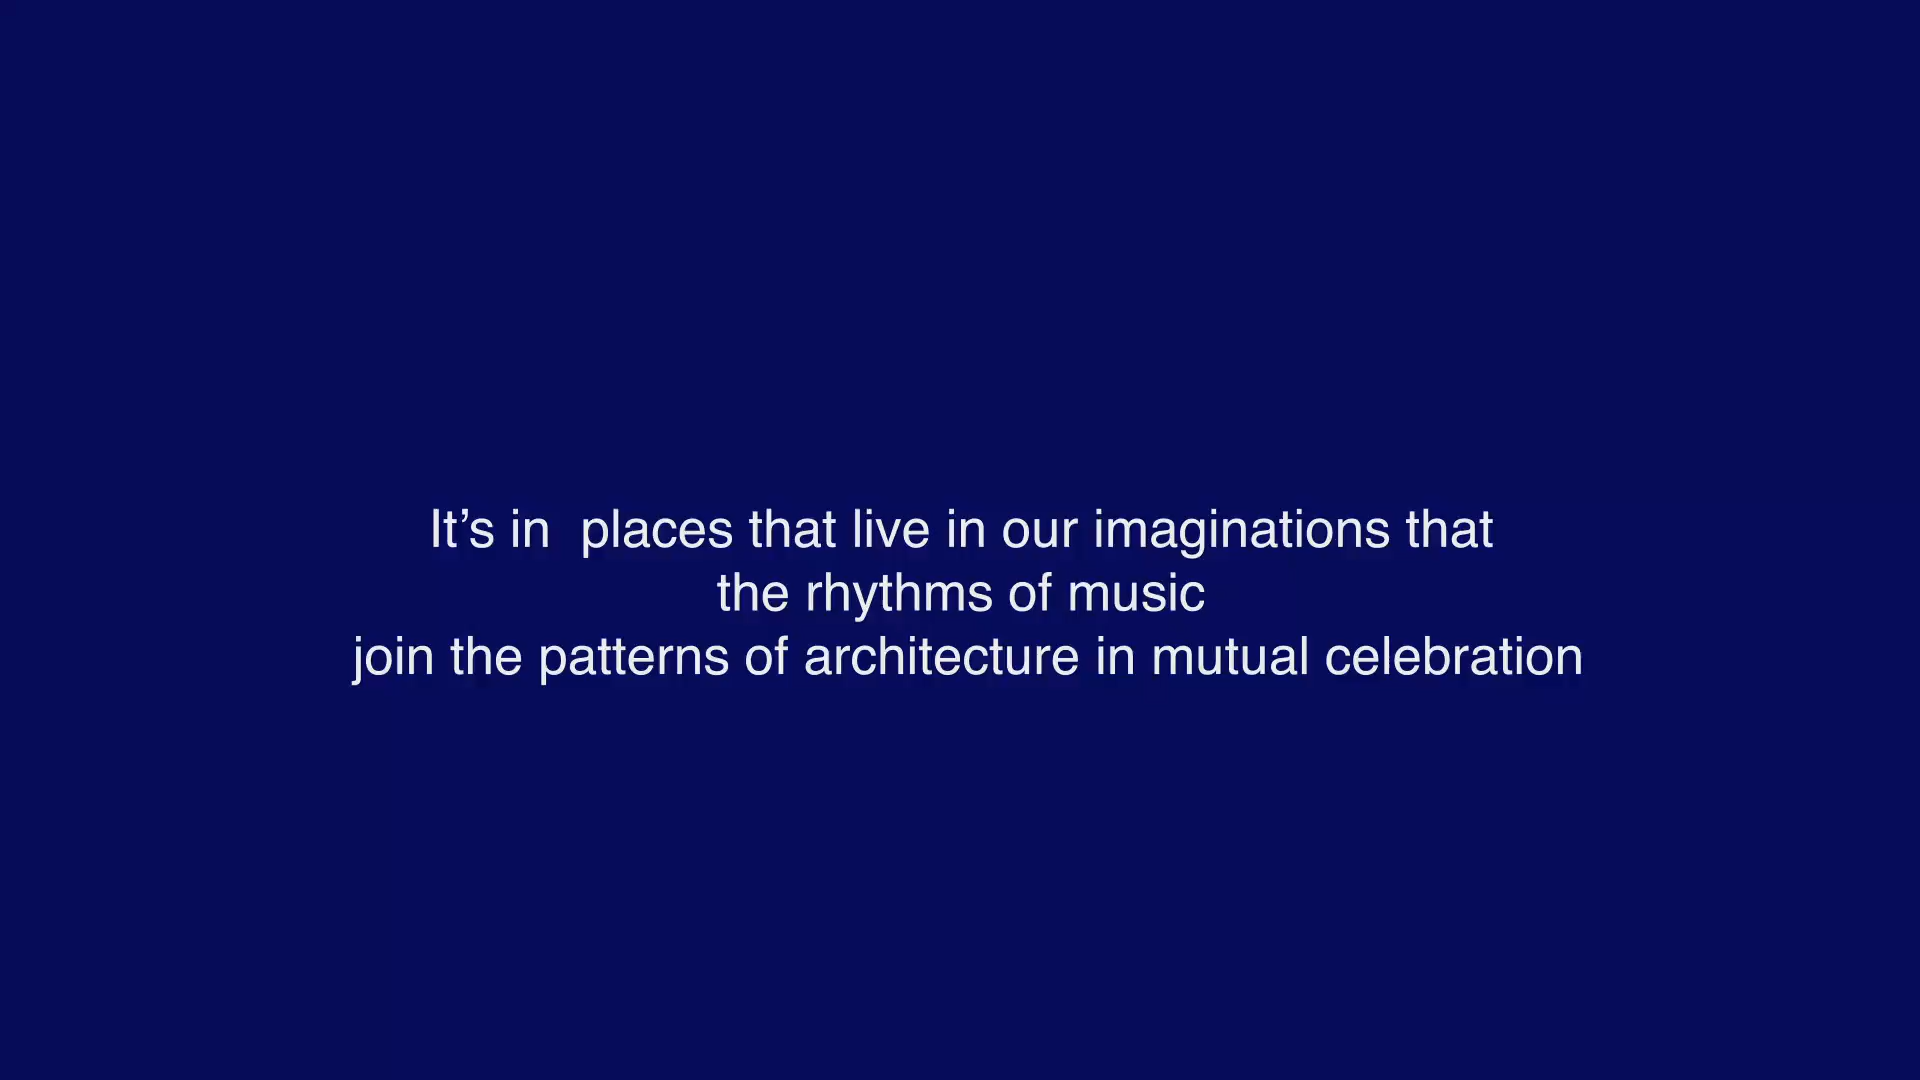 It’s in  places that live in our imaginations that
the rhythms of music
join the patterns of architecture in mutual celebration